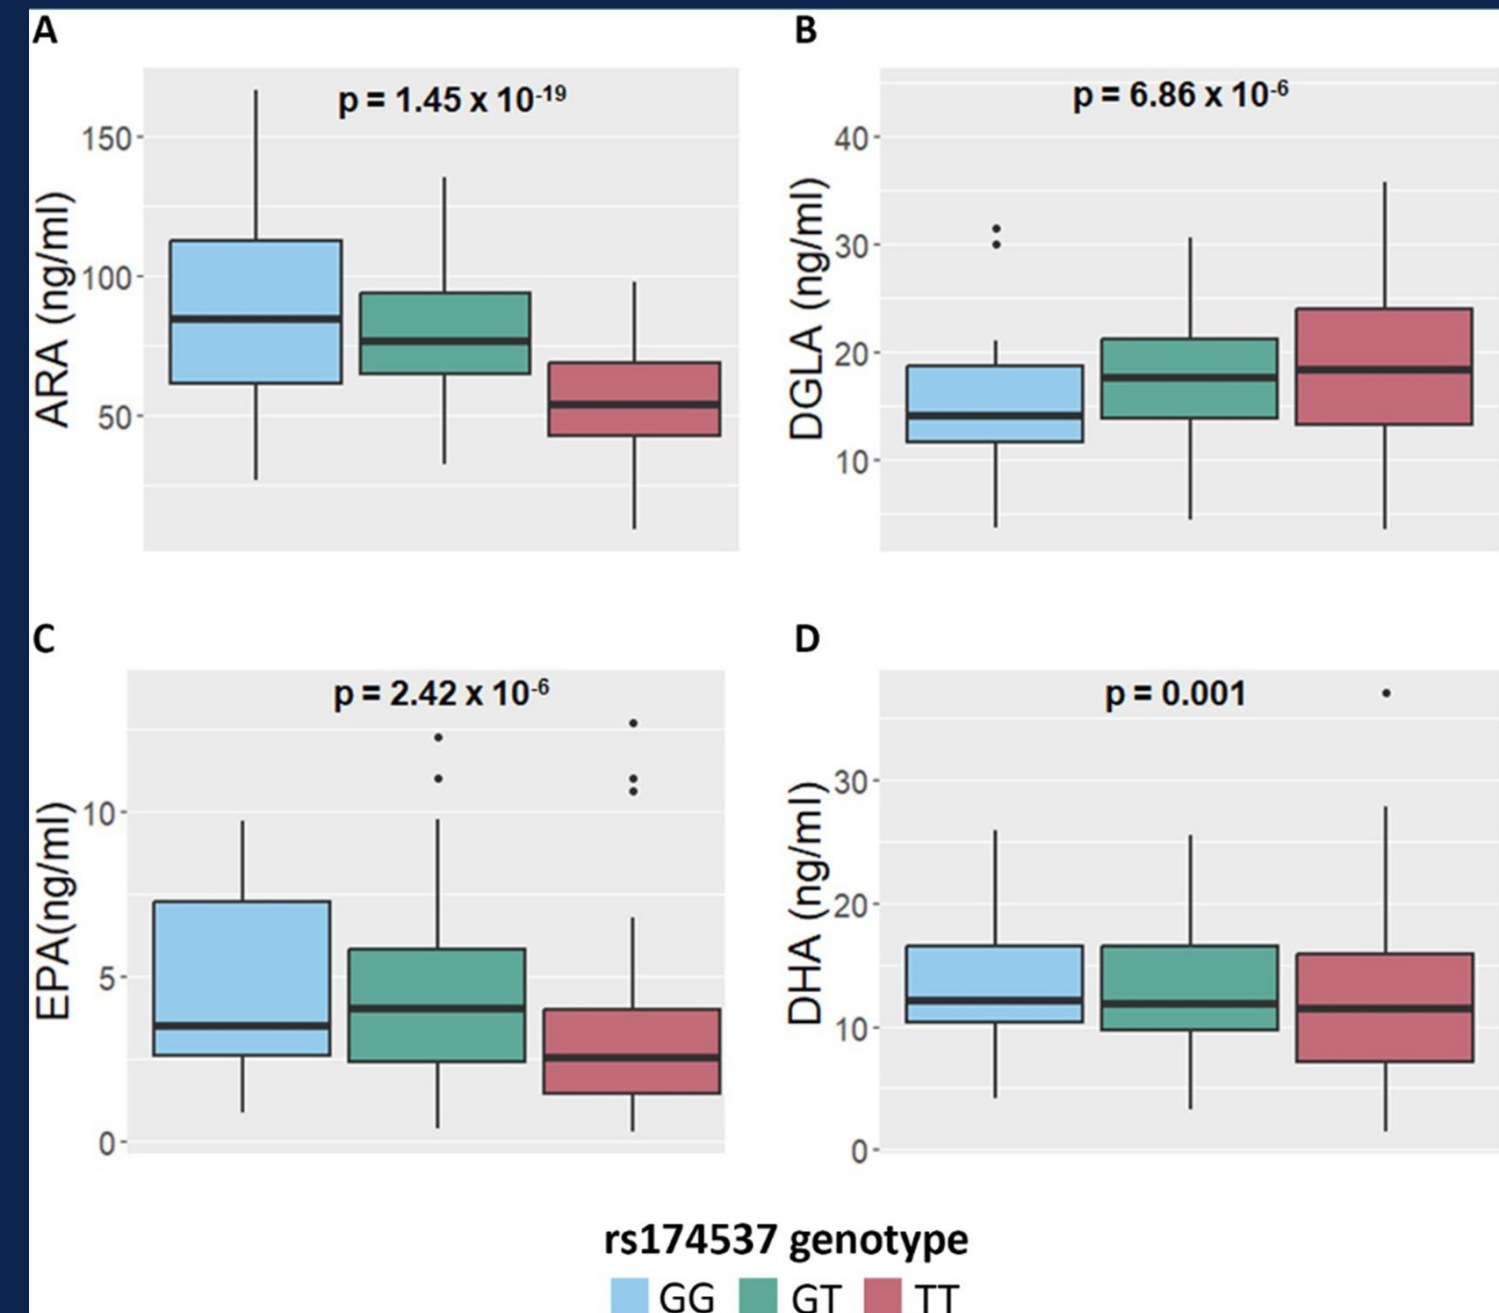 A
p = 1.45 x 10-19
ARA (ng/ml)
150
100
50
B
p = 6.86 x 10-6
DGLA (ng/ml)
40
30
20
10
C
p = 2.42 x 10-6
EPA(ng/ml)
10
5
0
D
p = 0.001
DHA (ng/ml)
30
20
10
0
rs174537 genotype
GG GT TT